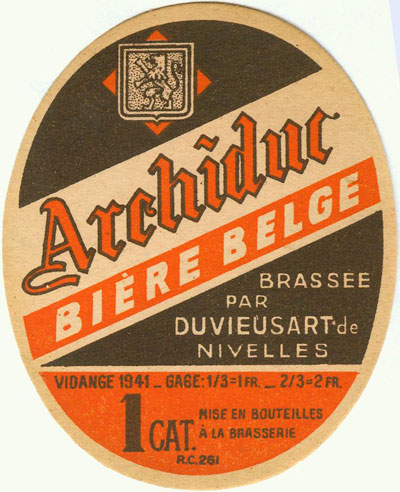 Archiduc
BIÈRE BELGE
BRASSEE
PAR
DUVIEUSART·de
NIVELLES
VIDANGE 1941 _ GAGE: 1/3=1 FR. _ 2/3=2 FR.
1 CAT.
MISE EN BOUTEILLES
À LA BRASSERIE
R.C. 261